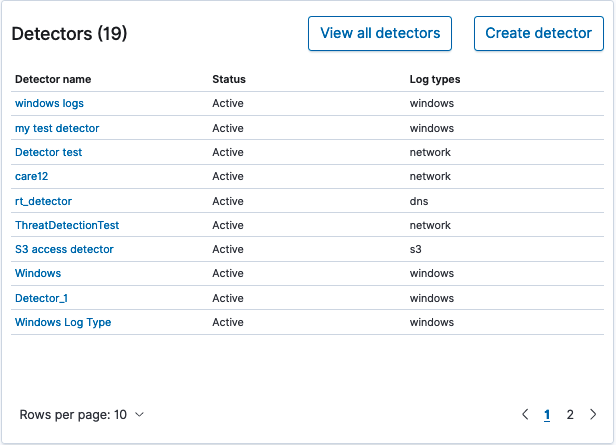 Detectors (19) View all detectors Create detector
Detector name Status Log types
windows logs Active windows
my test detector Active windows
Detector test Active network
care12 Active network
rt_detector Active dns
ThreatDetectionTest Active network
S3 access detector Active s3
Windows Active windows
Detector_1 Active windows
Windows Log Type Active windows
Rows per page: 10 1 2